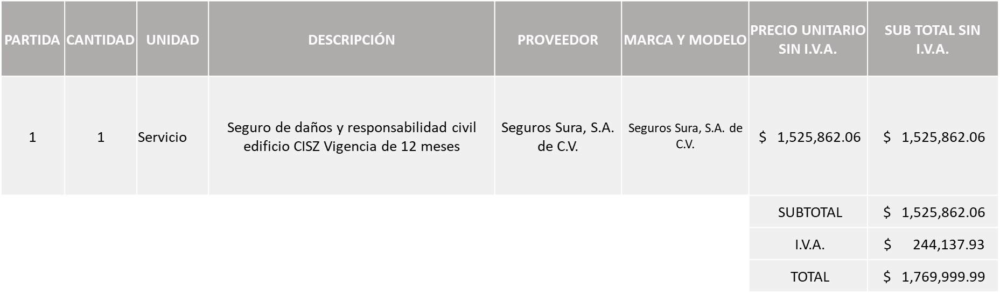 PARTIDA CANTIDAD UNIDAD DESCRIPCIÓN PROVEEDOR MARCA Y MODELO PRECIO UNITARIO SIN I.V.A. SUB TOTAL SIN I.V.A.
1 1 Servicio Seguro de daños y responsabilidad civil edificio CISZ Vigencia de 12 meses Seguros Sura, S.A. de C.V. Seguros Sura, S.A. de C.V. $ 1,525,862.06 $ 1,525,862.06
SUBTOTAL $ 1,525,862.06
I.V.A. $ 244,137.93
TOTAL $ 1,769,999.99